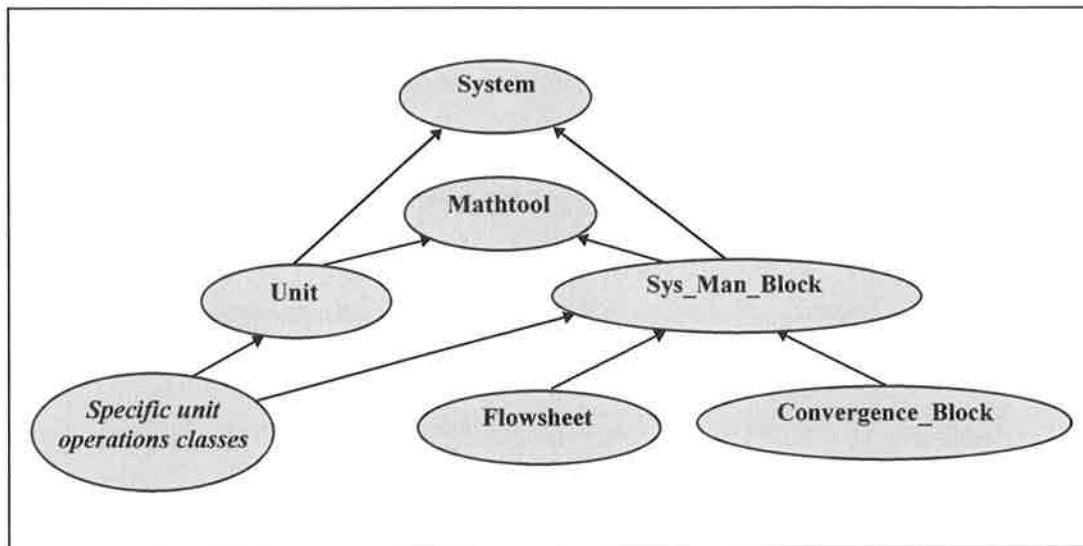 System
Mathtool
Unit
Sys_Man_Block
Specific unit
operations classes
Flowsheet
Convergence_Block